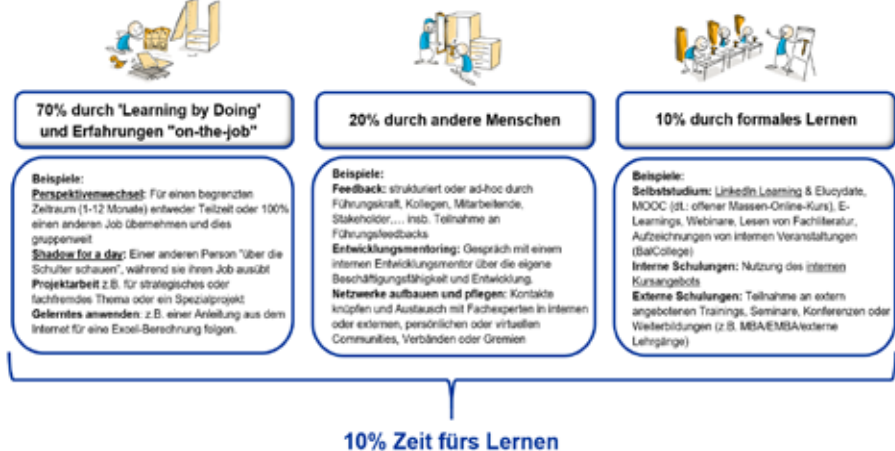 70% durch 'Learning by Doing'
und Erfahrungen "on-the-job"
Beispiele:
Perspektivenwechsel: Für einen begrenzten
Zeitraum (1-12 Monate) entweder Teilzeit oder 100%
einen anderen Job übernehmen und dies
gruppenweit
Shadow for a day: Einer anderen Person "über die
Schulter schauen", während sie ihren Job ausübt
Projektarbeit z.B. für strategisches oder
fachfremdes Thema oder ein Spezialprojekt
Gelerntes anwenden: z.B. einer Anleitung aus dem
Internet für eine Excel-Berechnung folgen.
20% durch andere Menschen
Beispiele:
Feedback: strukturiert oder ad-hoc durch
Führungskraft, Kollegen, Mitarbeitende,
Stakeholder,... insb. Teilnahme an
Führungsfeedbacks
Entwicklungsmentoring: Gespräch mit einem
internen Entwicklungsmentor über die eigene
Beschäftigungsfähigkeit und Entwicklung.
Netzwerke aufbauen und pflegen: Kontakte
knüpfen und Austausch mit Fachexperten in internen
oder externen, persönlichen oder virtuellen
Communities, Verbänden oder Gremien
10% durch formales Lernen
Beispiele:
Selbststudium: LinkedIn Learning & Elucydate,
MOOC (dt.: offener Massen-Online-Kurs), E-
Learnings, Webinare, Lesen von Fachliteratur,
Aufzeichnungen von internen Veranstaltungen
(BalCollege)
Interne Schulungen: Nutzung des internen
Kursangebots
Externe Schulungen: Teilnahme an extern
angebotenen Trainings, Seminare, Konferenzen oder
Weiterbildungen (z.B. MBA/EMBA/externe
Lehrgänge)
10% Zeit fürs Lernen